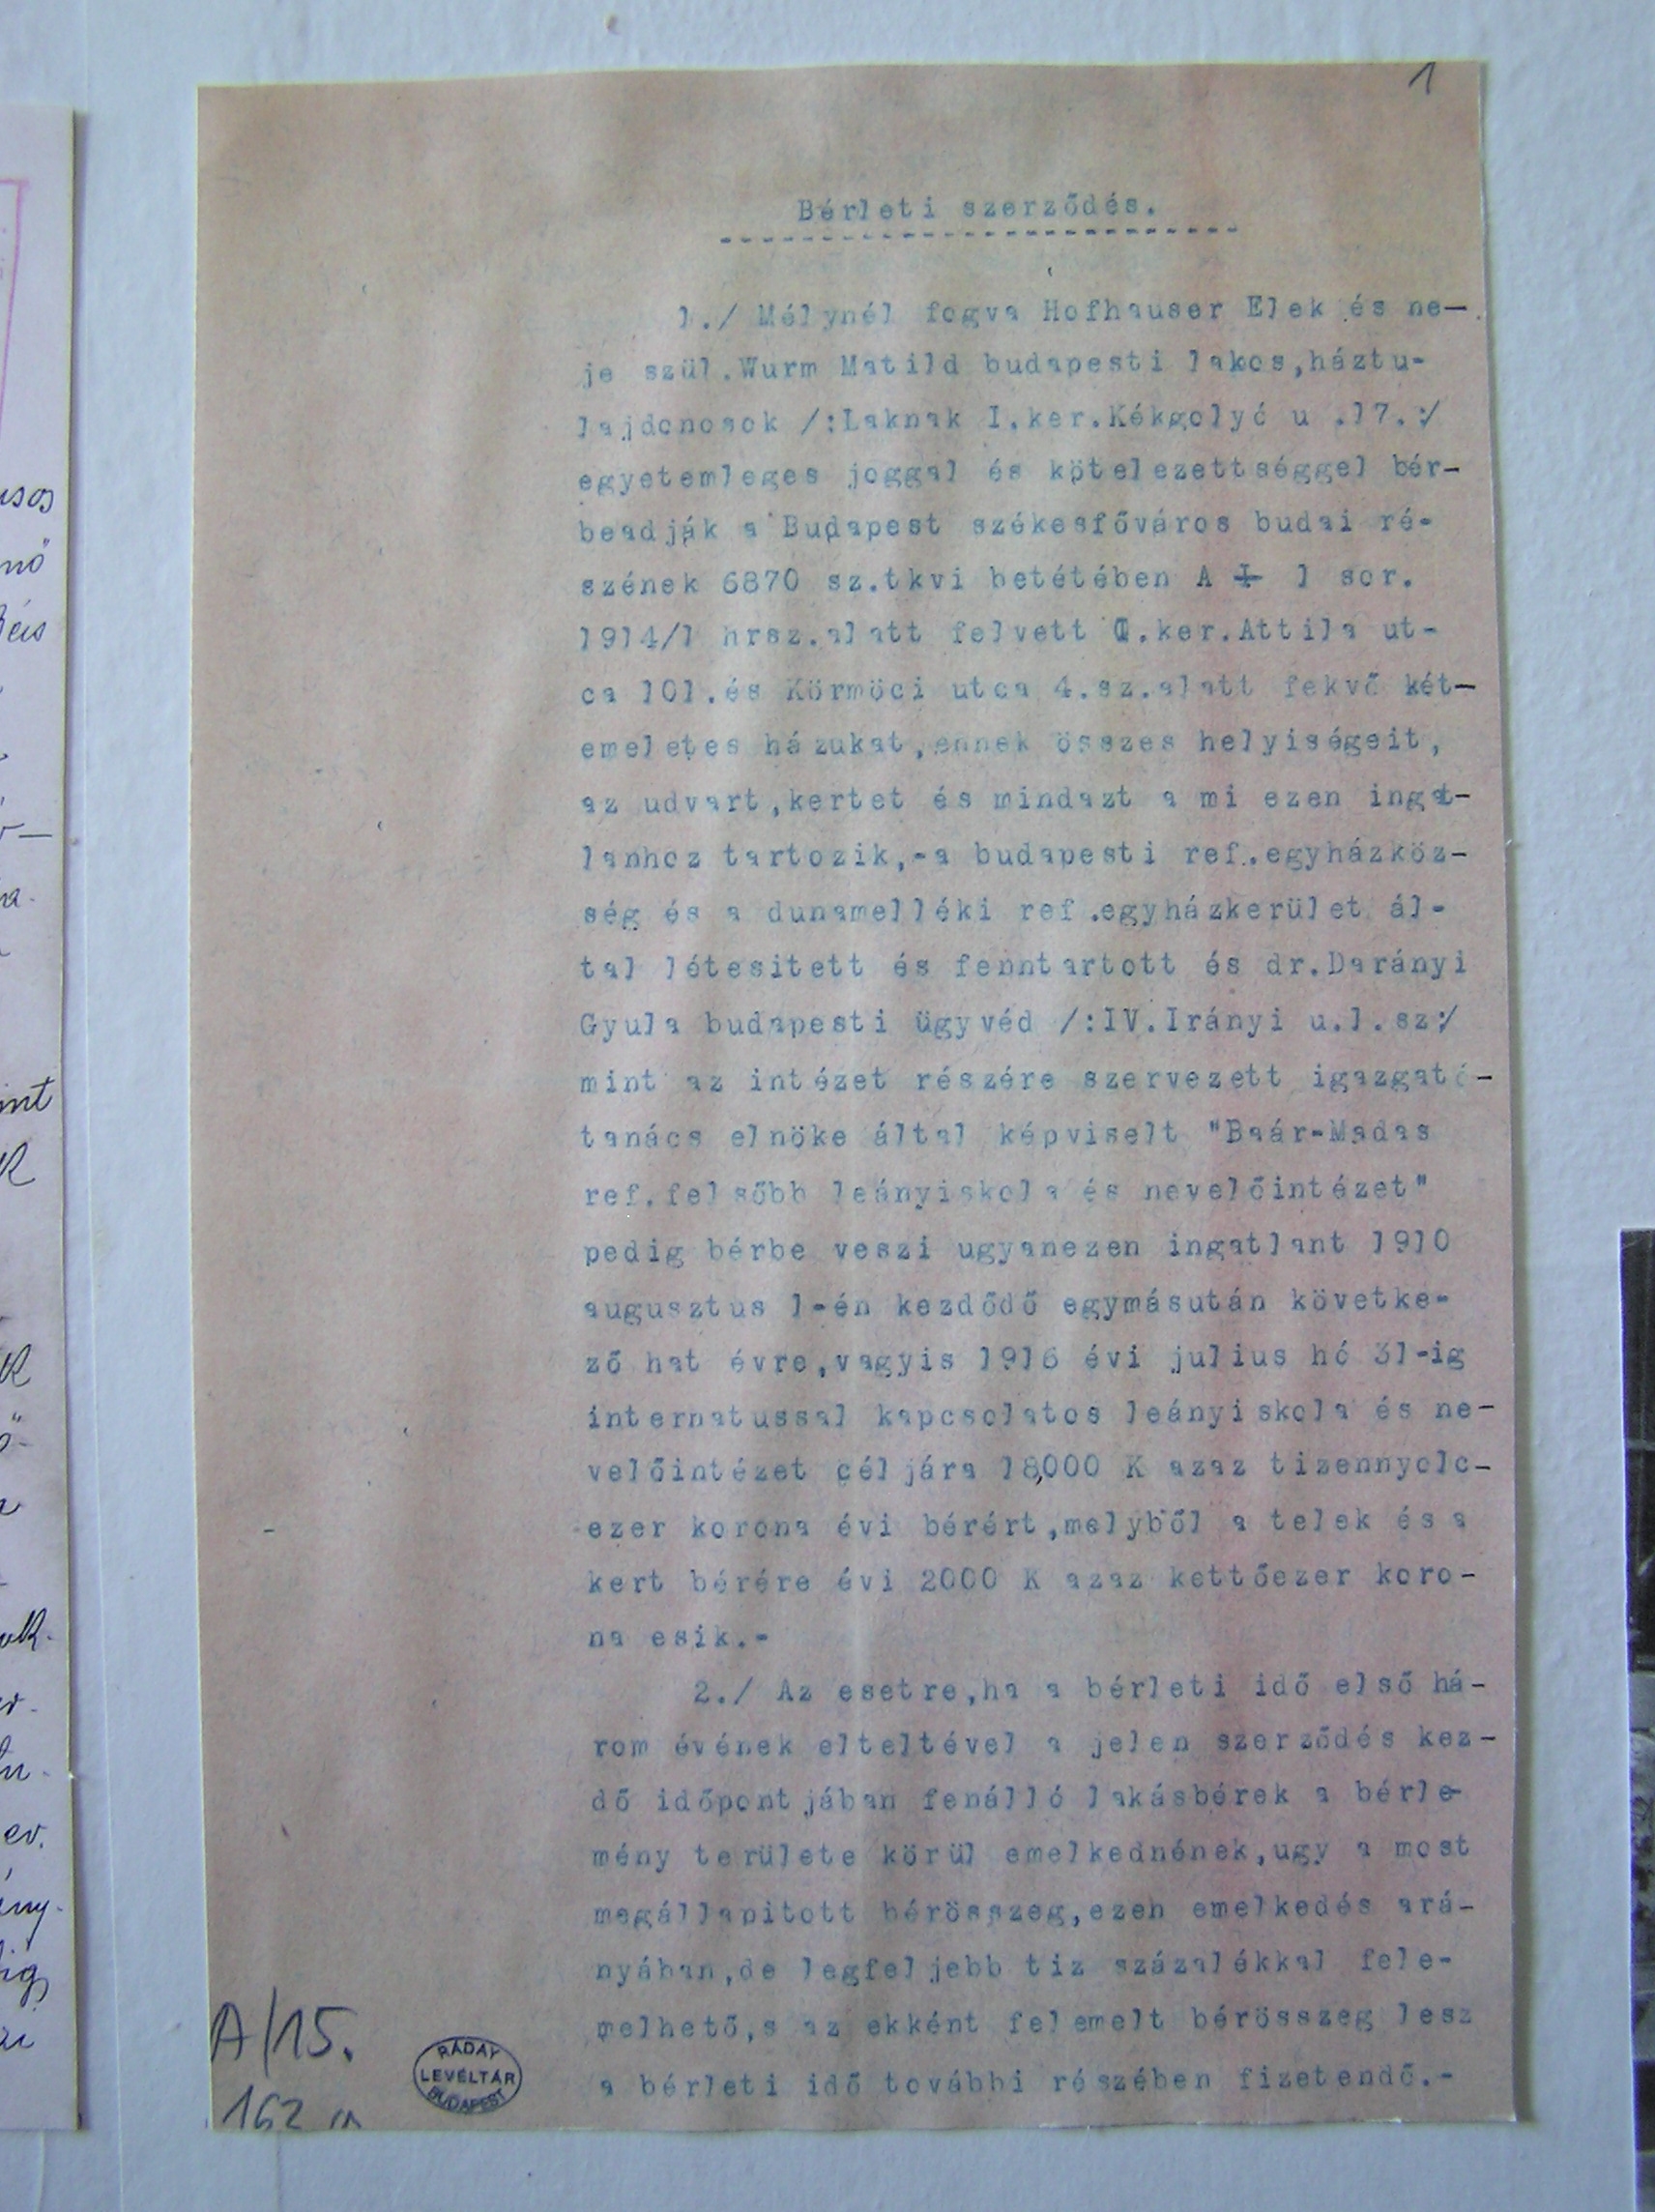 1
Bérleti szerződés.
1./ Mélynél fogva Hofhauser Elek és ne-
je szül.Wurm Matild budapesti lakos,háztu-
lajdonosok /:Laknak I.ker.Kékgolyó u .17.:/
egyetemleges joggal és kötelezettséggel bér-
beadják a Budapest székesfőváros budai ré-
szének 6870 sz.tkvi betétében A I 1 sor.
1914/1 hrsz.alatt felvett I.ker.Attila ut-
ca 101.és Körmöci utca 4.sz.alatt fekvő két-
emeletes házukat,ennek összes helyiségeit,
az udvart,kertet és mindazt a mi ezen ingat-
lanhoz tartozik,-a budapesti ref.egyházköz-
ség és a dunamelléki ref.egyházkerület ál-
tal létesitett és fenntartott és dr.Darányi
Gyula budapesti ügyvéd /:IV.Irányi u.1.sz:/
mint az intézet részére szervezett igazgató-
tanács elnöke által képviselt "Baár-Madas
ref.felsőbb leányiskola és nevelőintézet"
pedig bérbe veszi ugyanezen ingatlant 1910
augusztus 1-én kezdődő egymásután követke-
ző hat évre,vagyis 1916 évi julius hó 31-ig
internatussal kapcsolatos leányiskola és ne-
velőintézet céljára 18,000 K azaz tizennyolc-
ezer korona évi bérért,melyből a telek és a
kert bérére évi 2000 K azaz kettőezer koro-
na esik.-
2./ Az esetre,ha a bérleti idő első há-
rom évének elteltével a jelen szerződés kez-
dő időpontjában fenálló lakásbérek a bérle-
mény területe körül emelkednének,ugy a most
megállapitott bérösszeg,ezen emelkedés ará-
nyában,de legfeljebb tiz százalékkal fele-
melhető,s az ekként felemelt bérösszeg lesz
a bérleti idő további részében fizetendő.-
A/15.
RÁDAY
LEVÉLTÁR
BUDAPEST
162